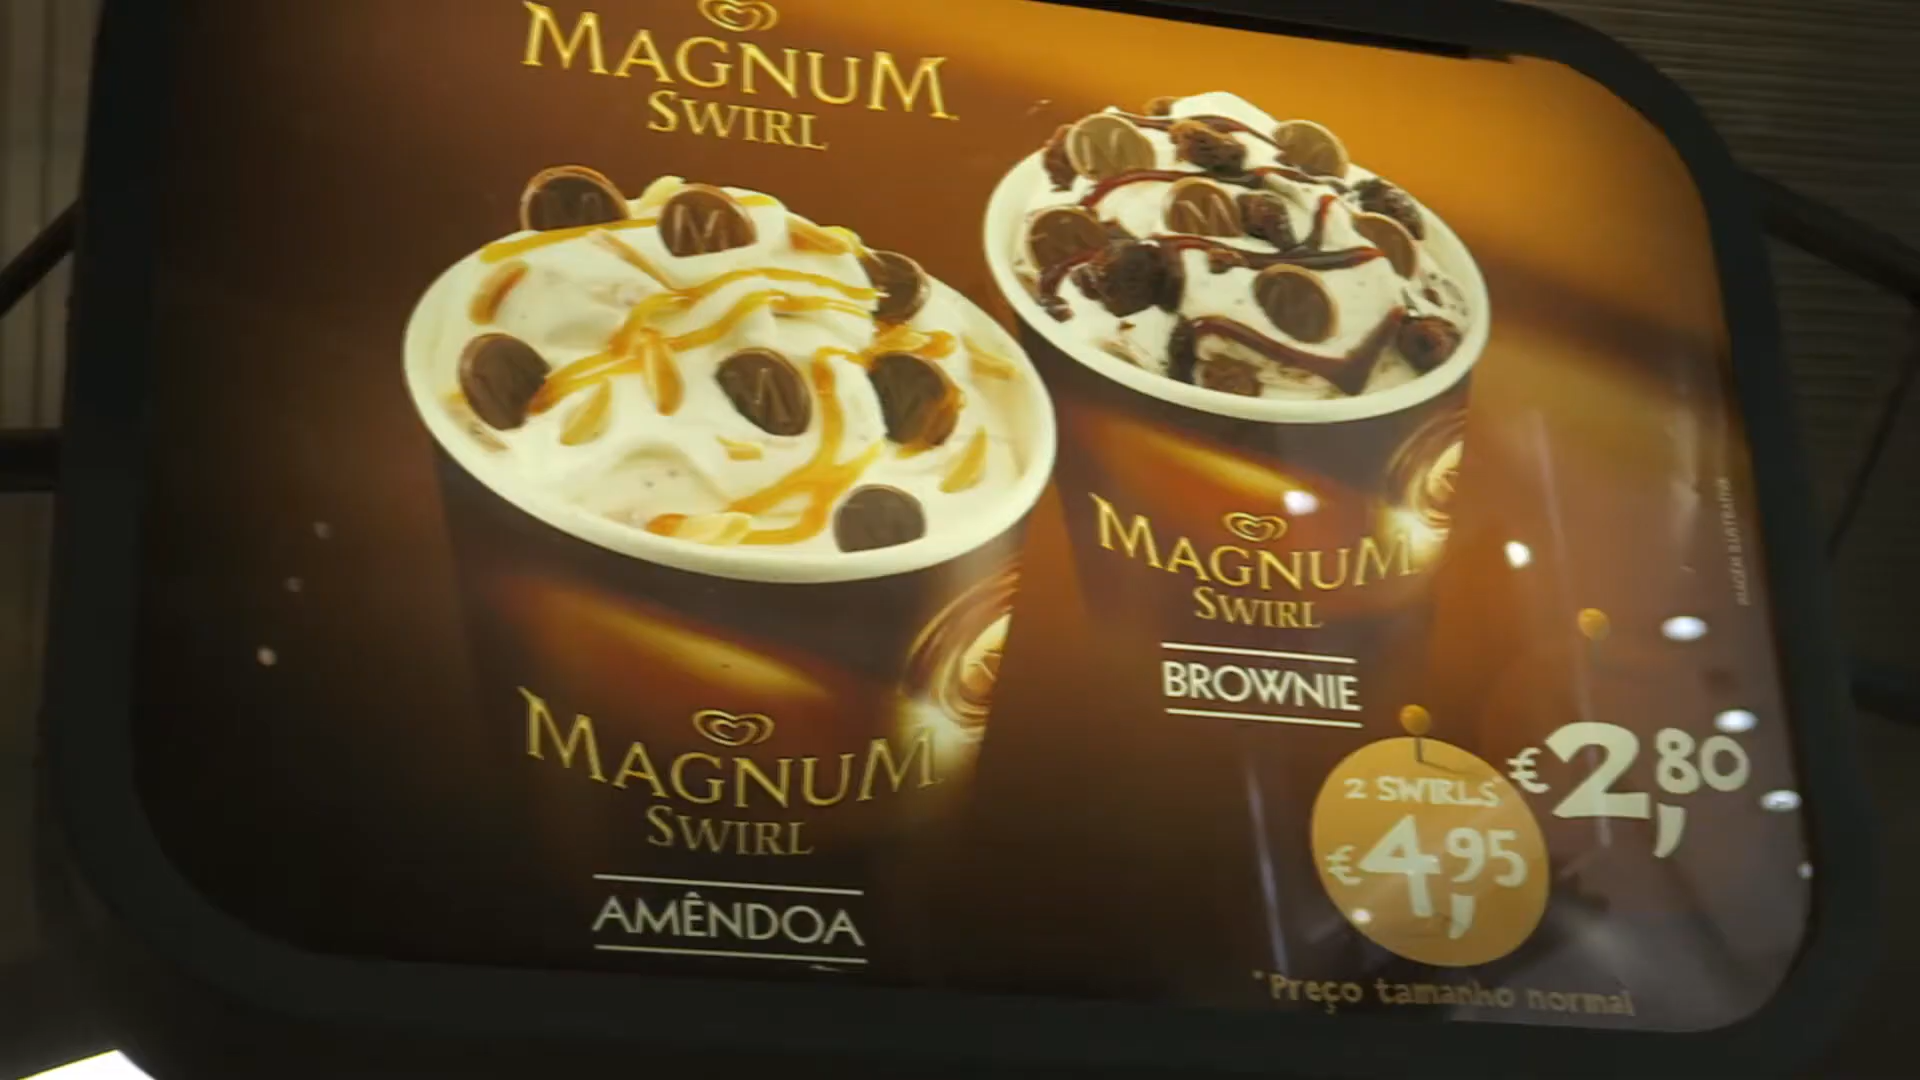 MAGNUM
SWIRL
MAGNUM
SWIRL
BROWNIE
MAGNUM
SWIRL
AMÊNDOA
€2,80
2 SWIRLS*
€4,95
*Preço tamanho normal